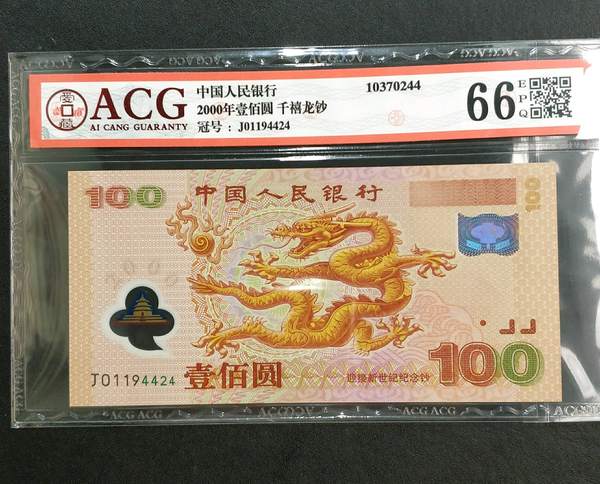 ACG
AI CANG GUARANTY
中国人民银行
10370244
2000年壹佰圆 千禧龙钞
冠号：J01194424
66
EPQ
100
中国人民银行
100
2000
J01194424
壹佰圆
迎接新世纪纪念钞
100